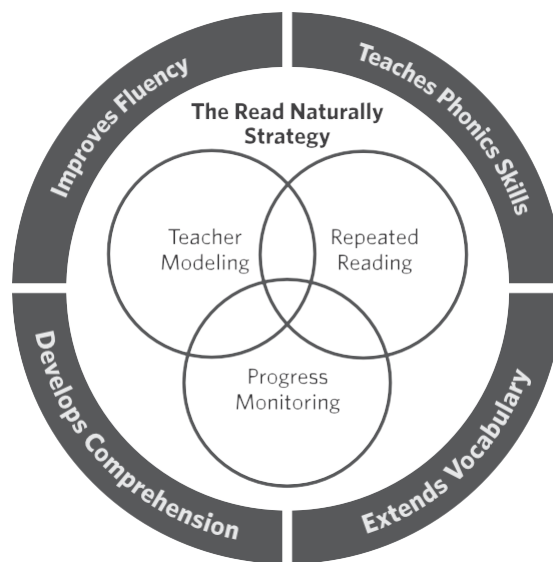 Improves Fluency
Teaches Phonics Skills
The Read Naturally
Strategy
Teacher
Modeling
Repeated
Reading
Progress
Monitoring
Develops Comprehension
Extends Vocabulary